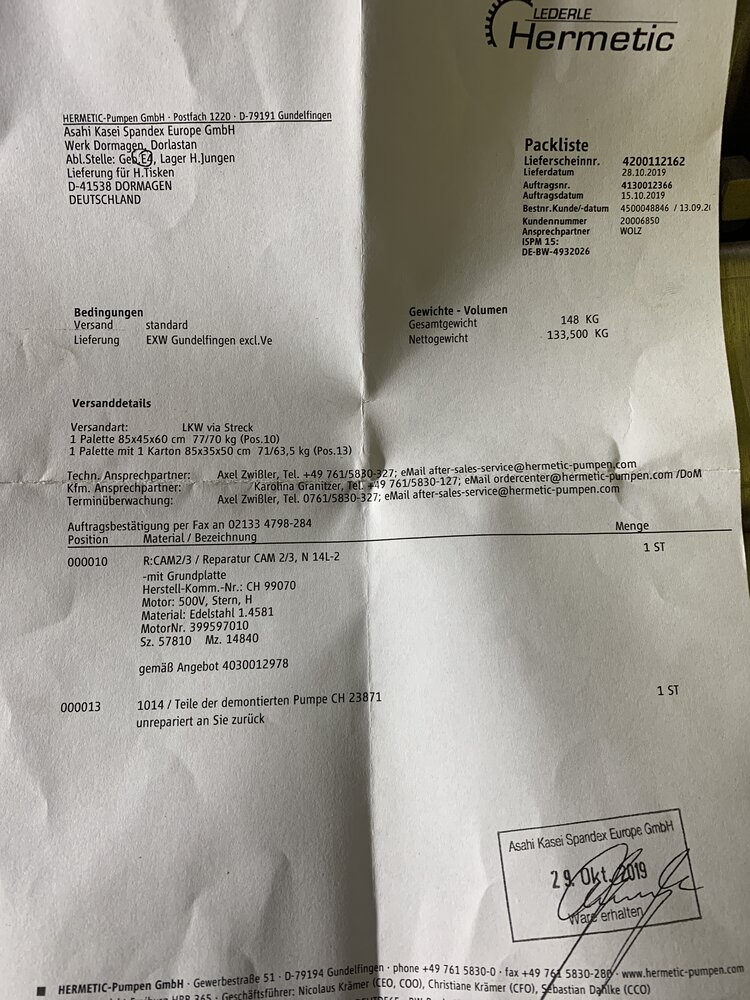 LEDERLE
Hermetic
HERMETIC-Pumpen GmbH · Postfach 1220 · D-79191 Gundelfingen
Asahi Kasei Spandex Europe GmbH
Werk Dormagen, Dorlastan
Abl.Stelle: Geb.E4, Lager H.Jungen
Lieferung für H.Tisken
D-41538 DORMAGEN
DEUTSCHLAND
Packliste
Lieferscheinnr. 4200112162
Lieferdatum 28.10.2019
Auftragsnr. 4130012366
Auftragsdatum 15.10.2019
Bestnr.Kunde/-datum 4500048846 / 13.09.20
Kundennummer 20006850
Ansprechpartner WOLZ
ISPM 15:
DE-BW-4932026
Bedingungen
Versand standard
Lieferung EXW Gundelfingen excl.Ve
Gewichte - Volumen
Gesamtgewicht 148 KG
Nettogewicht 133,500 KG
Versanddetails
Versandart: LKW via Streck
1 Palette 85x45x60 cm 77/70 kg (Pos.10)
1 Palette mit 1 Karton 85x35x50 cm 71/63,5 kg (Pos.13)
Techn. Ansprechpartner: Axel Zwißler, Tel. +49 761/5830-327; eMail after-sales-service@hermetic-pumpen.com
Kfm. Ansprechpartner: Karolina Granitzer, Tel. +49 761/5830-127; eMail ordercenter@hermetic-pumpen.com /DoM
Terminüberwachung: Axel Zwißler, Tel. 0761/5830-327; eMail after-sales-service@hermetic-pumpen.com
Auftragsbestätigung per Fax an 02133 4798-284
Position Material / Bezeichnung Menge
000010 R:CAM2/3 / Reparatur CAM 2/3, N 14L-2 1 ST
-mit Grundplatte
Herstell-Komm.-Nr.: CH 99070
Motor: 500V, Stern, H
Material: Edelstahl 1.4581
MotorNr. 399597010
Sz. 57810 Mz. 14840
gemäß Angebot 4030012978
000013 1014 / Teile der demontierten Pumpe CH 23871 1 ST
unrepariert an Sie zurück
Asahi Kasei Spandex Europe GmbH
29. Okt. 2019
Ware erhalten
HERMETIC-Pumpen GmbH · Gewerbestraße 51 · D-79194 Gundelfingen · phone +49 761 5830-0 · fax +49 761 5830-280 · www.hermetic-pumpen.com
HRB 365 · Geschäftsführer: Nicolaus Krämer (CEO, COO), Christiane Krämer (CFO), Sebastian Dahlke (CCO)